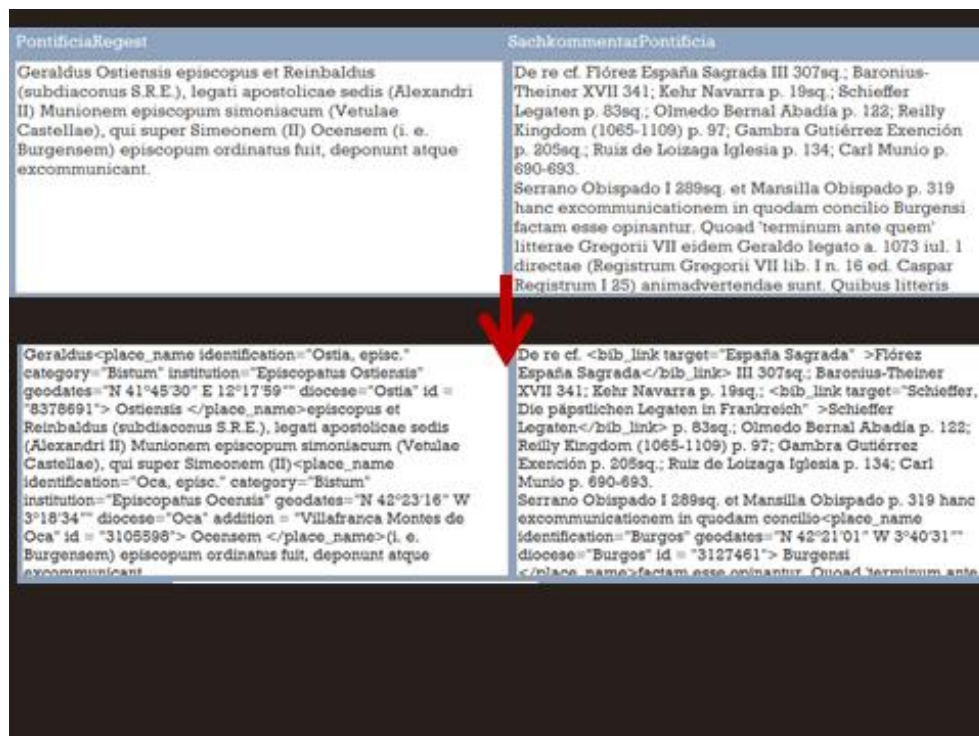 PontificiaRegest
Geraldus Ostiensis episcopus et Reinbaldus
(subdiaconus S.R.E.), legati apostolicae sedis (Alexandri
II) Munionem episcopum simoniacum (Vetulae
Castellae), qui super Simeonem (II) Ocensem (i. e.
Burgensem) episcopum ordinatus fuit, deponunt atque
excommunicant.
SachkommentarPontificia
De re cf. Flórez España Sagrada III 307sq.; Baronius-
Theiner XVII 341; Kehr Navarra p. 19sq.; Schieffer
Legaten p. 83sq.; Olmedo Bernal Abadía p. 122; Reilly
Kingdom (1065-1109) p. 97; Gambra Gutiérrez Exención
p. 205sq.; Ruiz de Loizaga Iglesia p. 134; Carl Munio p.
690-693.
Serrano Obispado I 289sq. et Mansilla Obispado p. 319
hanc excommunicationem in quodam concilio Burgensi
factam esse opinantur. Quoad 'terminum ante quem'
litterae Gregorii VII eidem Geraldo legato a. 1073 iul. 1
directae (Registrum Gregorii VII lib. I n. 16 ed. Caspar
Registrum I 25) animadvertendae sunt. Quibus litteris
Geraldus<place_name identification="Ostia, episc."
category="Bistum" institution="Episcopatus Ostiensis"
geodates="N 41°45'30" E 12°17'59"" diocese="Ostia" id =
"8378691"> Ostiensis </place_name>episcopus et
Reinbaldus (subdiaconus S.R.E.), legati apostolicae sedis
(Alexandri II) Munionem episcopum simoniacum (Vetulae
Castellae), qui super Simeonem (II)<place_name
identification="Oca, episc." category="Bistum"
institution="Episcopatus Ocensis" geodates="N 42°23'16" W
3°18'34"" diocese="Oca" addition = "Villafranca Montes de
Oca" id = "3105598"> Ocensem </place_name>(i. e.
Burgensem) episcopum ordinatus fuit, deponunt atque
excommunicant.
De re cf. <bib_link target="España Sagrada" >Flórez
España Sagrada</bib_link> III 307sq.; Baronius-Theiner
XVII 341; Kehr Navarra p. 19sq.; <bib_link target="Schieffer,
Die päpstlichen Legaten in Frankreich" >Schieffer
Legaten</bib_link> p. 83sq.; Olmedo Bernal Abadía p. 122;
Reilly Kingdom (1065-1109) p. 97; Gambra Gutiérrez
Exención p. 205sq.; Ruiz de Loizaga Iglesia p. 134; Carl
Munio p. 690-693.
Serrano Obispado I 289sq. et Mansilla Obispado p. 319 hanc
excommunicationem in quodam concilio<place_name
identification="Burgos" geodates="N 42°21'01" W 3°40'31""
diocese="Burgos" id = "3127461"> Burgensi
</place_name>factam esse opinantur. Quoad 'terminum ante